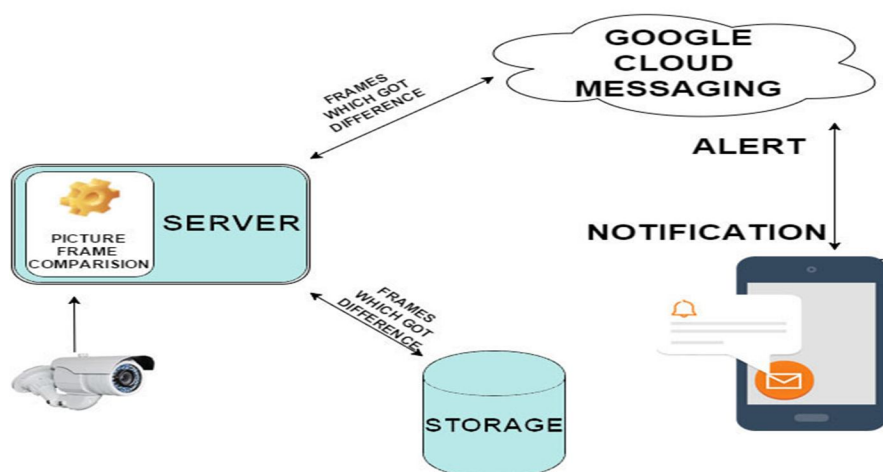 GOOGLE
CLOUD
MESSAGING
FRAMES
WHICH GOT
DIFFERENCE
ALERT
SERVER
PICTURE
FRAME
COMPARISION
NOTIFICATION
FRAMES
WHICH GOT
DIFFERENCE
STORAGE